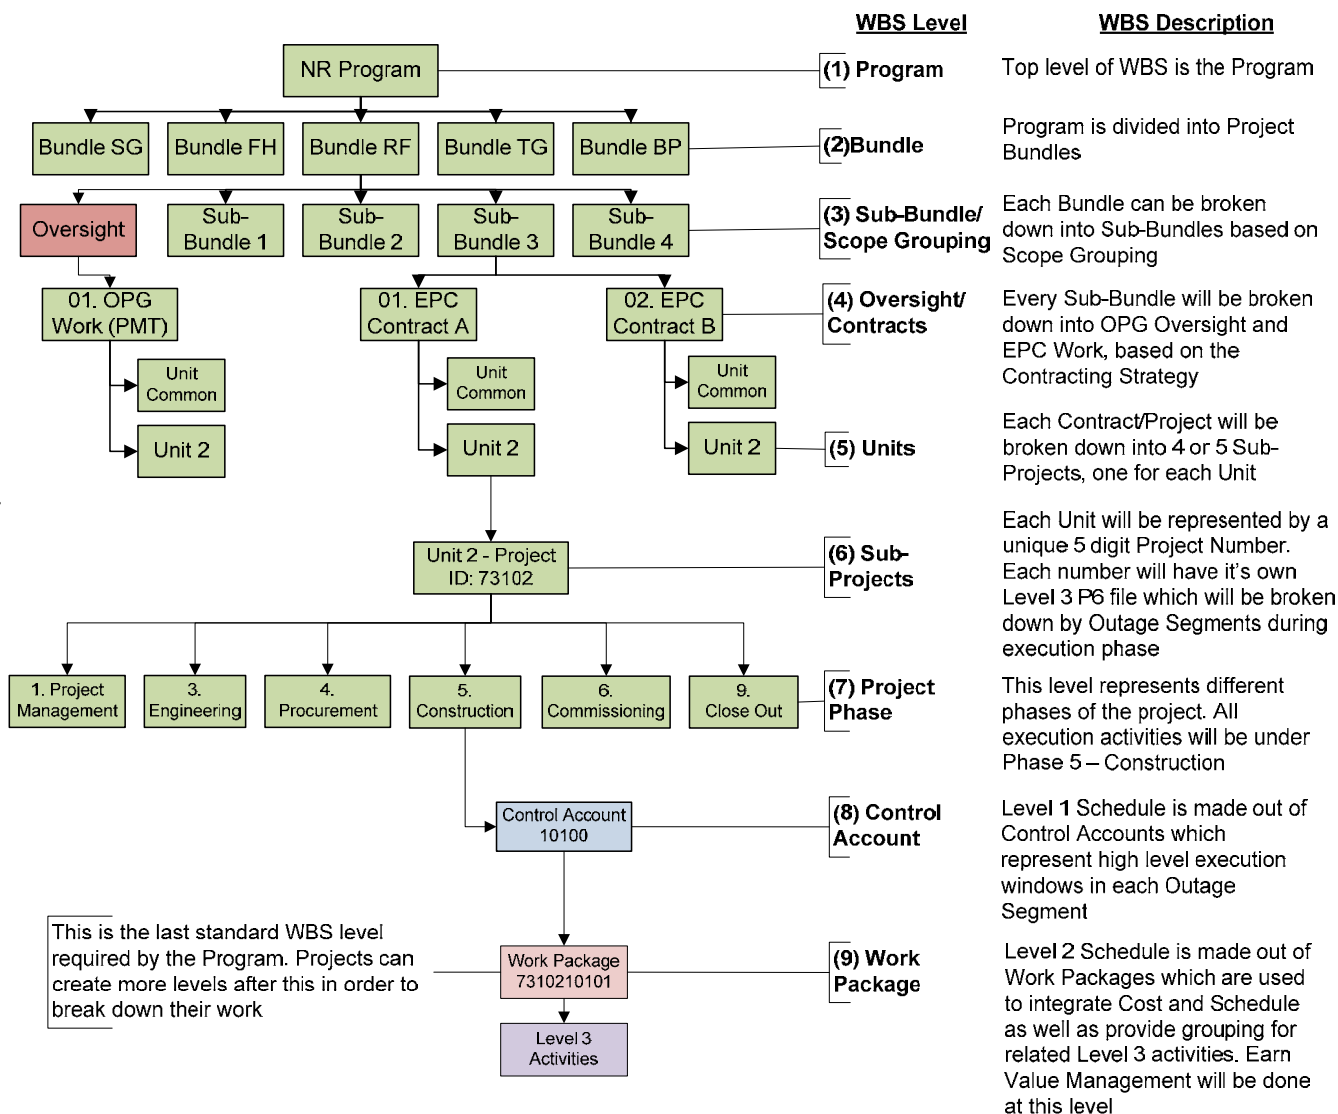 WBS Level
WBS Description
NR Program
(1) Program
Top level of WBS is the Program
Bundle SG
Bundle FH
Bundle RF
Bundle TG
Bundle BP
(2)Bundle
Program is divided into Project
Bundles
Oversight
Sub-
Bundle 1
Sub-
Bundle 2
Sub-
Bundle 3
Sub-
Bundle 4
(3) Sub-Bundle/
Scope Grouping
Each Bundle can be broken
down into Sub-Bundles based on
Scope Grouping
01. OPG
Work (PMT)
01. EPC
Contract A
02. EPC
Contract B
(4) Oversight/
Contracts
Every Sub-Bundle will be broken
down into OPG Oversight and
EPC Work, based on the
Contracting Strategy
Unit
Common
Unit
Common
Unit
Common
Unit 2
Unit 2
Unit 2
(5) Units
Each Contract/Project will be
broken down into 4 or 5 Sub-
Projects, one for each Unit
Unit 2 - Project
ID: 73102
(6) Sub-
Projects
Each Unit will be represented by a
unique 5 digit Project Number.
Each number will have it's own
Level 3 P6 file which will be broken
down by Outage Segments during
execution phase
1. Project
Management
3.
Engineering
4.
Procurement
5.
Construction
6.
Commissioning
9.
Close Out
(7) Project
Phase
This level represents different
phases of the project. All
execution activities will be under
Phase 5 – Construction
Control Account
10100
(8) Control
Account
Level 1 Schedule is made out of
Control Accounts which
represent high level execution
windows in each Outage
Segment
This is the last standard WBS level
required by the Program. Projects can
create more levels after this in order to
break down their work
Work Package
7310210101
(9) Work
Package
Level 2 Schedule is made out of
Work Packages which are used
to integrate Cost and Schedule
as well as provide grouping for
related Level 3 activities. Earn
Value Management will be done
at this level
Level 3
Activities